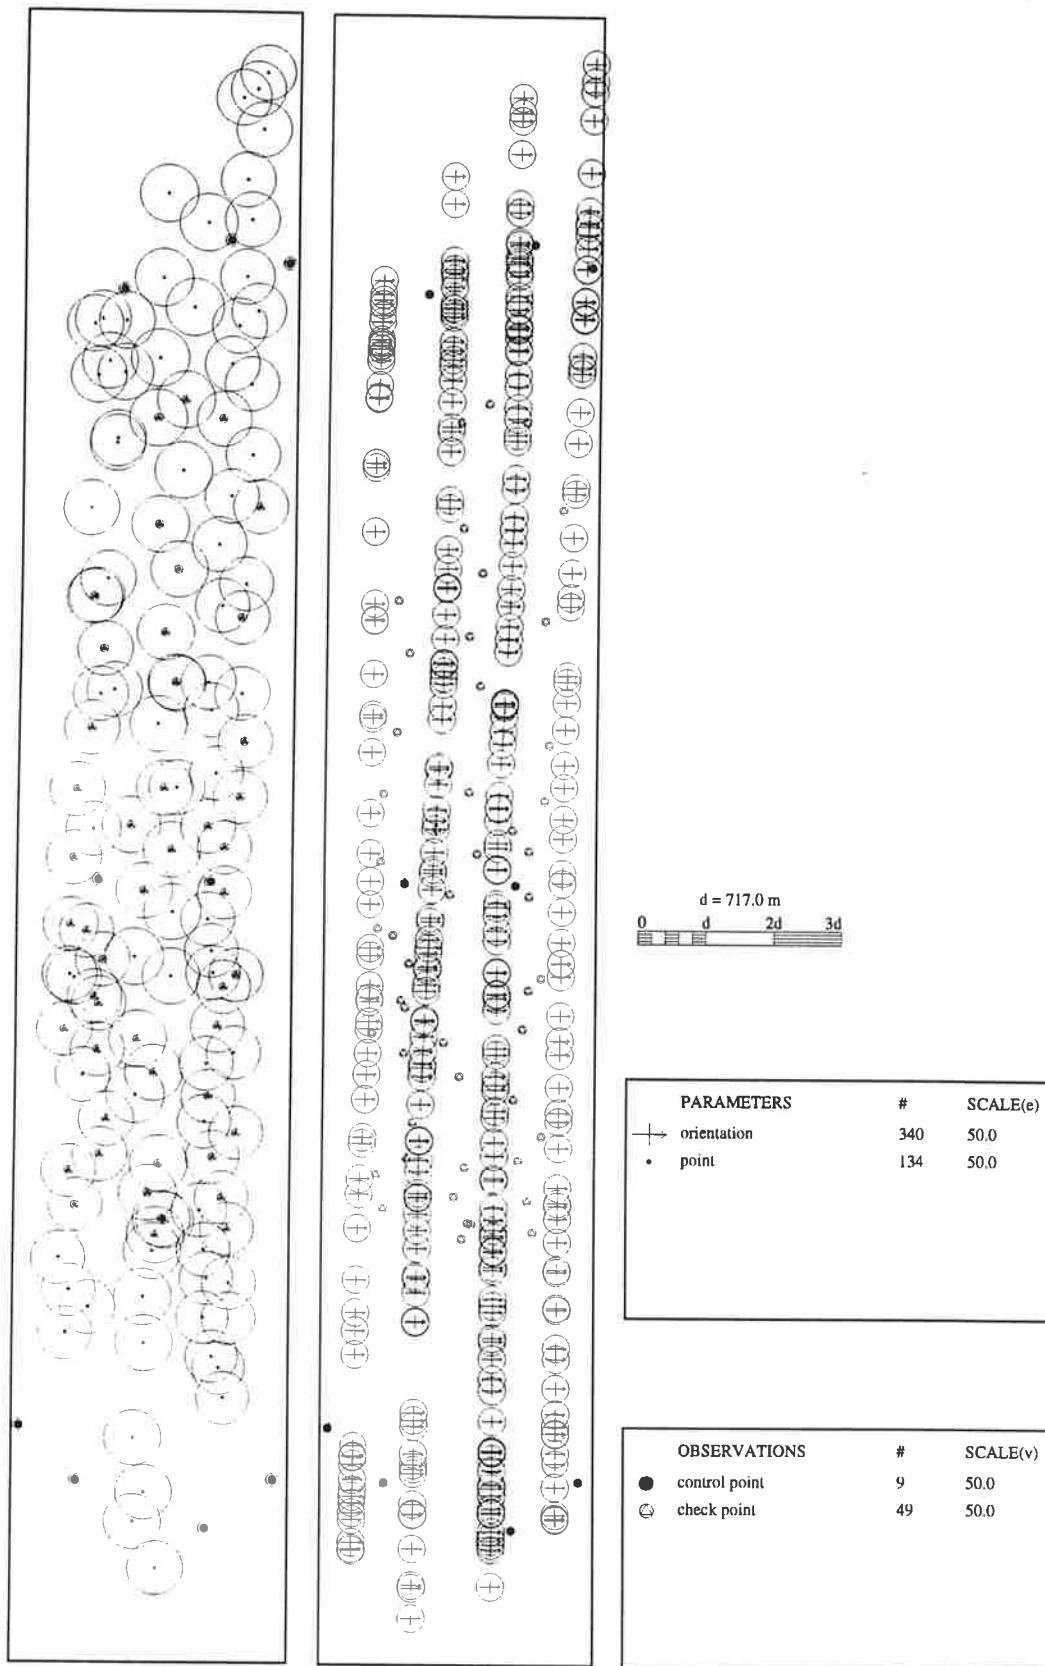 d = 717.0 m
0 d 2d 3d
PARAMETERS # SCALE(e)
orientation 340 50.0
point 134 50.0
OBSERVATIONS # SCALE(v)
control point 9 50.0
check point 49 50.0